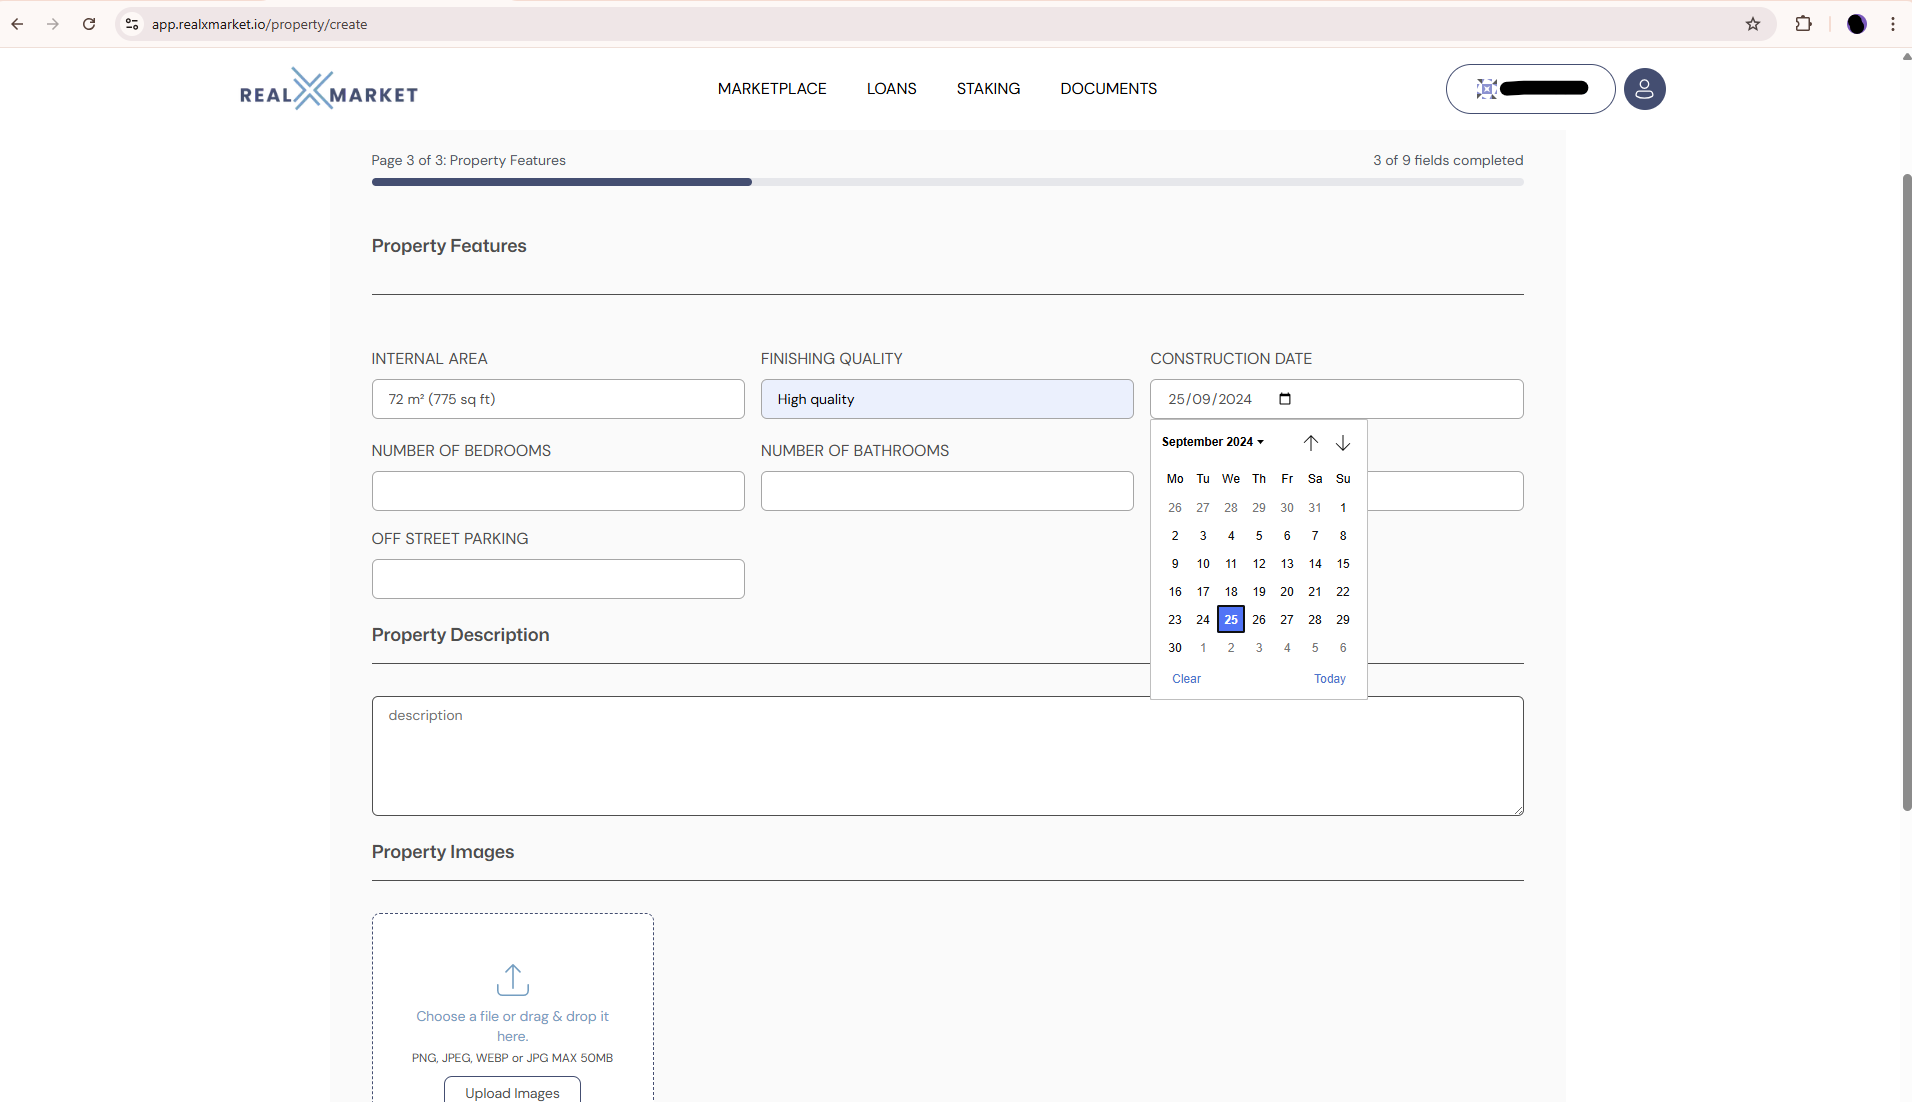 app.realxmarket.io/property/create
REAL MARKET
MARKETPLACE LOANS STAKING DOCUMENTS
Page 3 of 3: Property Features 3 of 9 fields completed
Property Features
INTERNAL AREA FINISHING QUALITY CONSTRUCTION DATE
72 m² (775 sq ft) High quality 25/09/2024
September 2024
NUMBER OF BEDROOMS NUMBER OF BATHROOMS
Mo Tu We Th Fr Sa Su
26 27 28 29 30 31 1
2 3 4 5 6 7 8
9 10 11 12 13 14 15
16 17 18 19 20 21 22
23 24 25 26 27 28 29
30 1 2 3 4 5 6
Clear Today
OFF STREET PARKING
Property Description
description
Property Images
Choose a file or drag & drop it
here.
PNG, JPEG, WEBP or JPG MAX 50MB
Upload Images